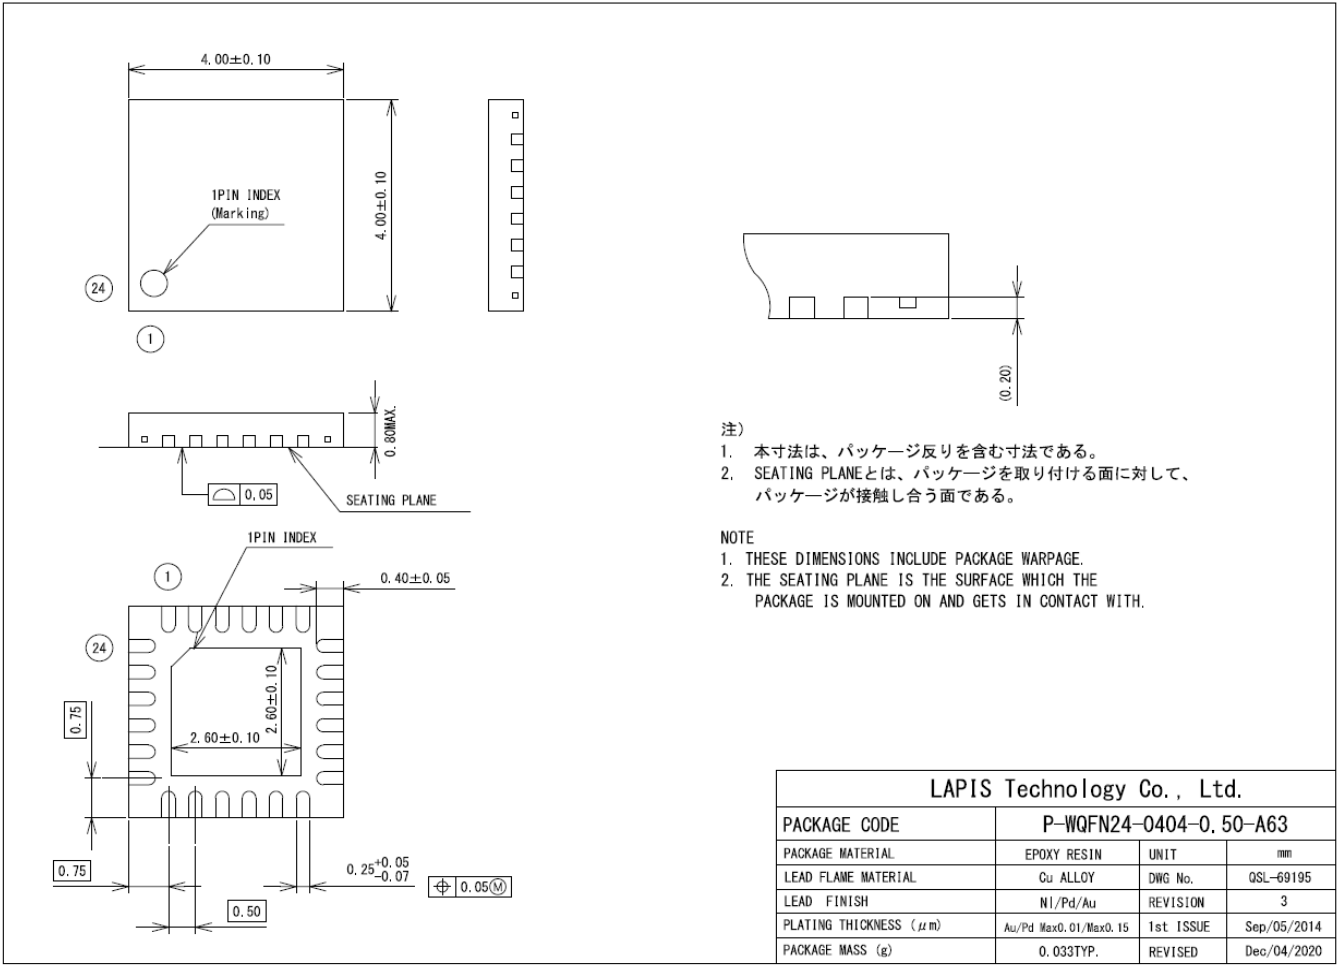 4.00±0.10
1PIN INDEX
(Marking)
4.00±0.10
24
1
0.80MAX.
0.05
SEATING PLANE
(0.20)
注)
1. 本寸法は、パッケージ反りを含む寸法である。
2. SEATING PLANEとは、パッケージを取り付ける面に対して、
パッケージが接触し合う面である。
NOTE
1. THESE DIMENSIONS INCLUDE PACKAGE WARPAGE.
2. THE SEATING PLANE IS THE SURFACE WHICH THE
PACKAGE IS MOUNTED ON AND GETS IN CONTACT WITH.
1PIN INDEX
1
0.40±0.05
24
0.75
2.60±0.10
2.60±0.10
0.75
0.50
0.25+0.05
-0.07
0.05Ⓜ
LAPIS Technology Co., Ltd.
PACKAGE CODE P-WQFN24-0404-0.50-A63
PACKAGE MATERIAL EPOXY RESIN UNIT mm
LEAD FLAME MATERIAL Cu ALLOY DWG No. QSL-69195
LEAD FINISH Ni/Pd/Au REVISION 3
PLATING THICKNESS (μm) Au/Pd Max0.01/Max0.15 1st ISSUE Sep/05/2014
PACKAGE MASS (g) 0.033TYP. REVISED Dec/04/2020